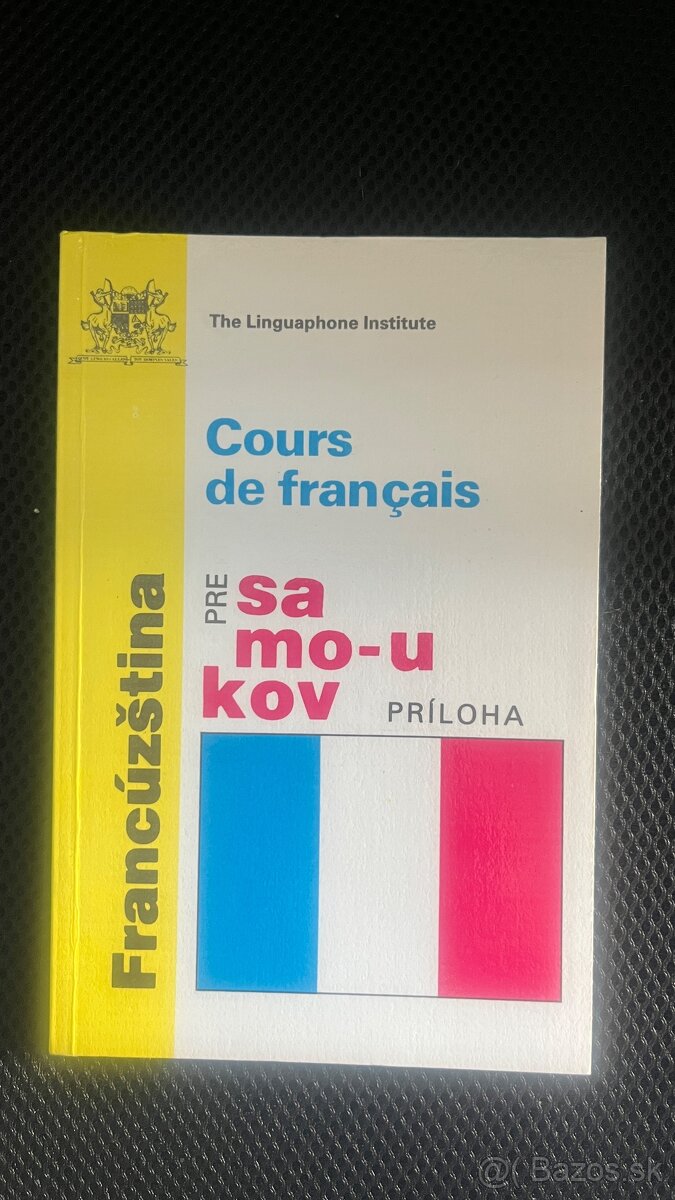 The Linguaphone Institute
Cours
de français
PRE
sa
mo-u
kov
PRÍLOHA
Francúzština
@( Bazos.sk